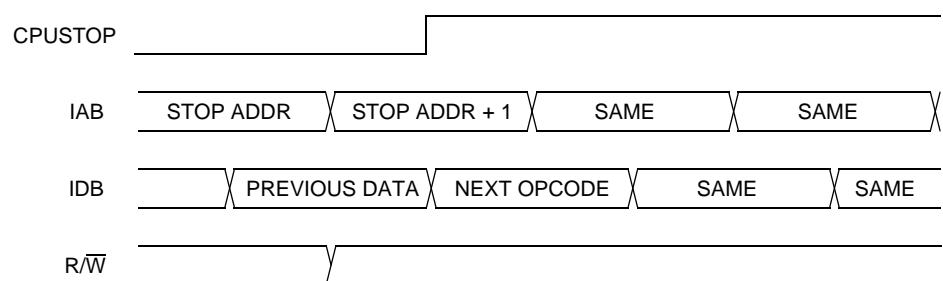 CPUSTOP
IAB STOP ADDR STOP ADDR + 1 SAME SAME
IDB PREVIOUS DATA NEXT OPCODE SAME SAME
R/W̅